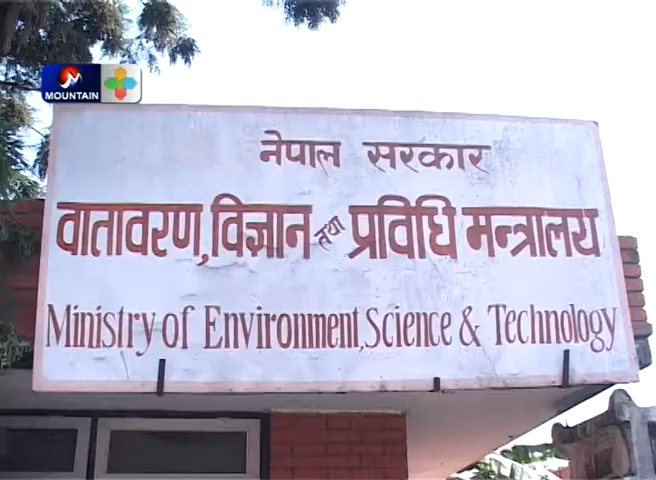 MOUNTAIN
नेपाल सरकार
वातावरण, विज्ञान तथा प्रविधि मन्त्रालय
Ministry of Environment, Science & Technology